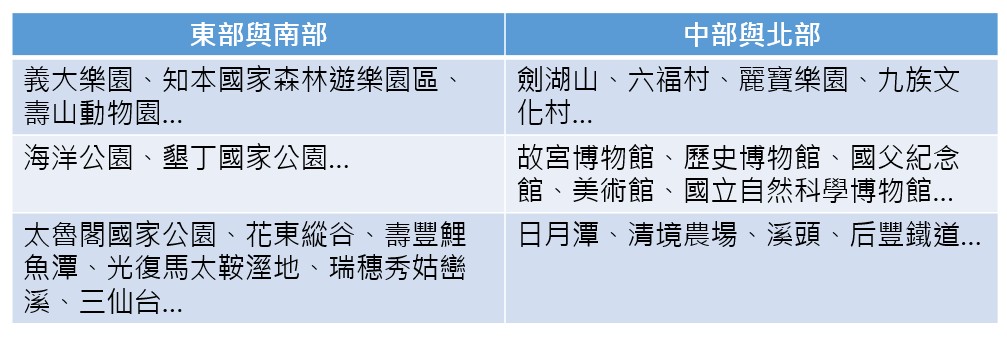 東部與南部
中部與北部
義大樂園、知本國家森林遊樂園區、
壽山動物園...
劍湖山、六福村、麗寶樂園、九族文
化村...
海洋公園、墾丁國家公園...
故宮博物館、歷史博物館、國父紀念
館、美術館、國立自然科學博物館...
太魯閣國家公園、花東縱谷、壽豐鯉
魚潭、光復馬太鞍溼地、瑞穗秀姑巒
溪、三仙台...
日月潭、清境農場、溪頭、后豐鐵道...